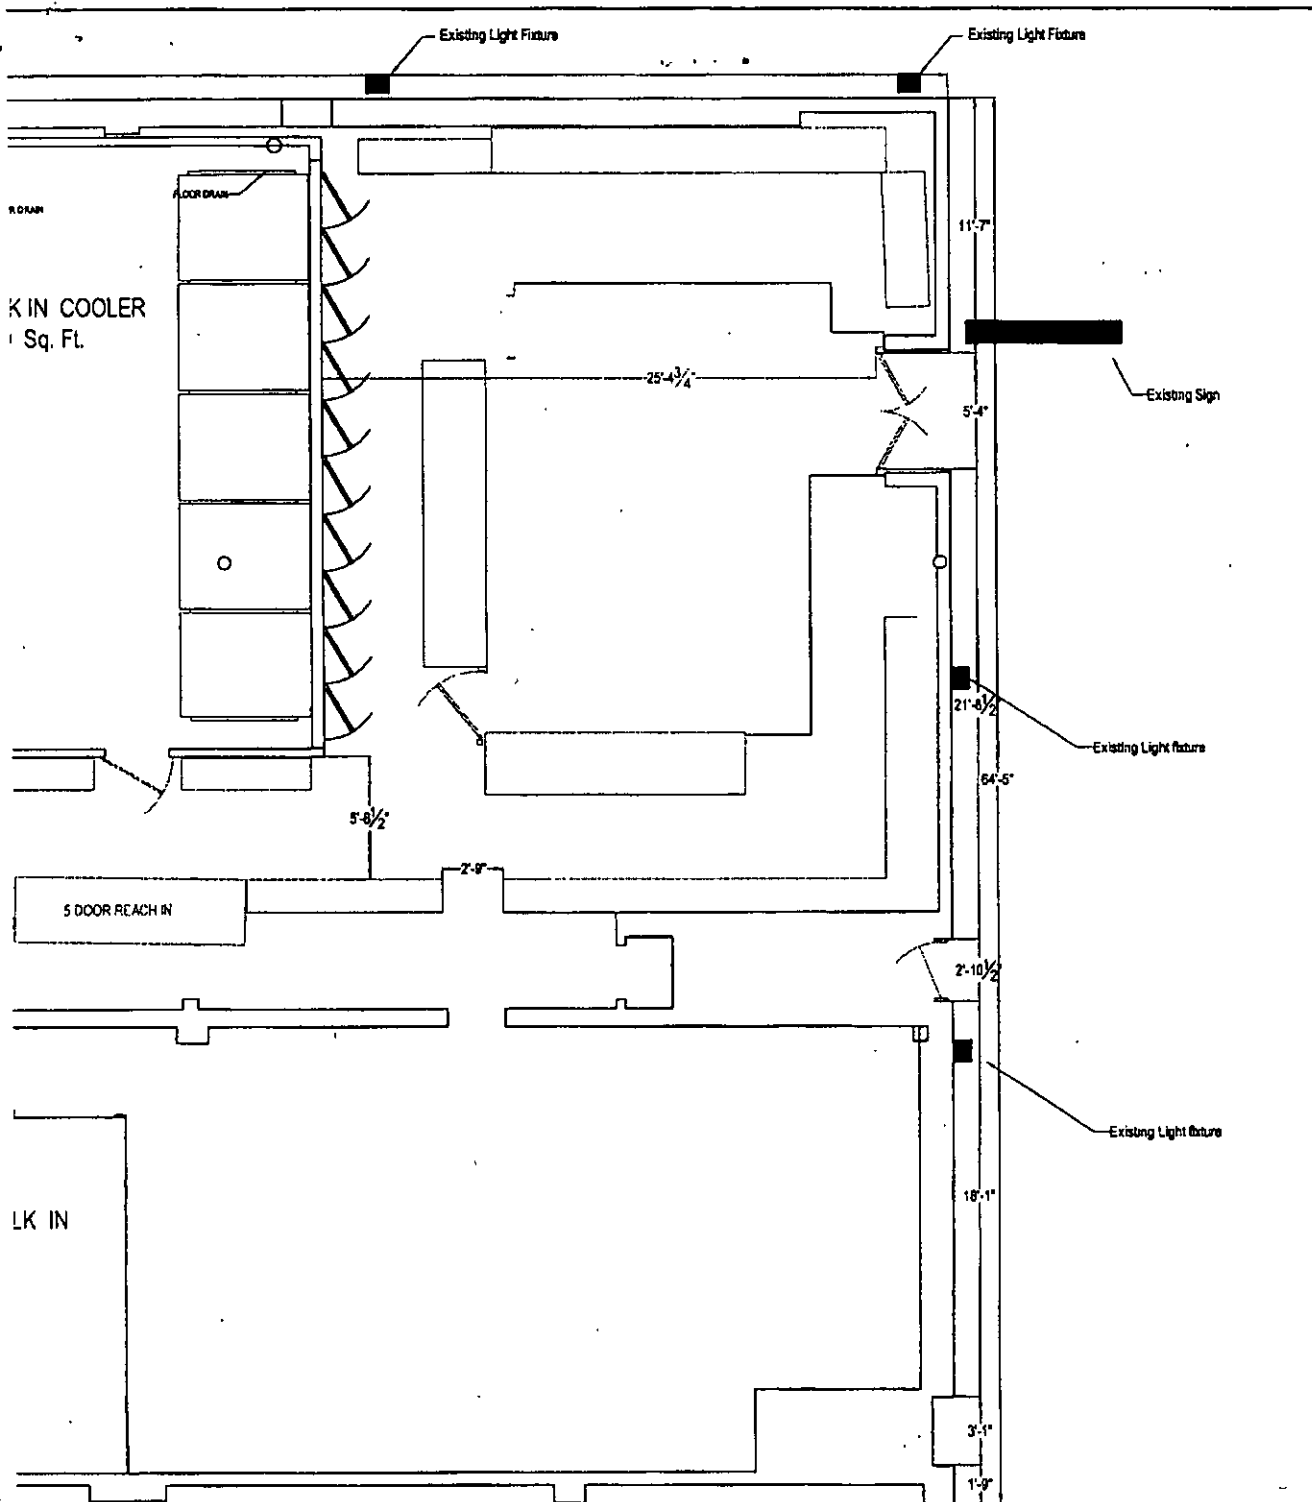 Existing Light Fixture
Existing Light Fixture
FLOOR DRAIN
R DRAIN
11'-7"
K IN COOLER
Sq. Ft.
25'-4 3/4"
Existing Sign
5'-4"
21'-8 1/2"
Existing Light fixture
64'-5"
5'-8 1/2"
2'-9"
5 DOOR REACH IN
2'-10 1/2"
Existing Light fixture
18'-1"
LK IN
3'-1"
1'-9"